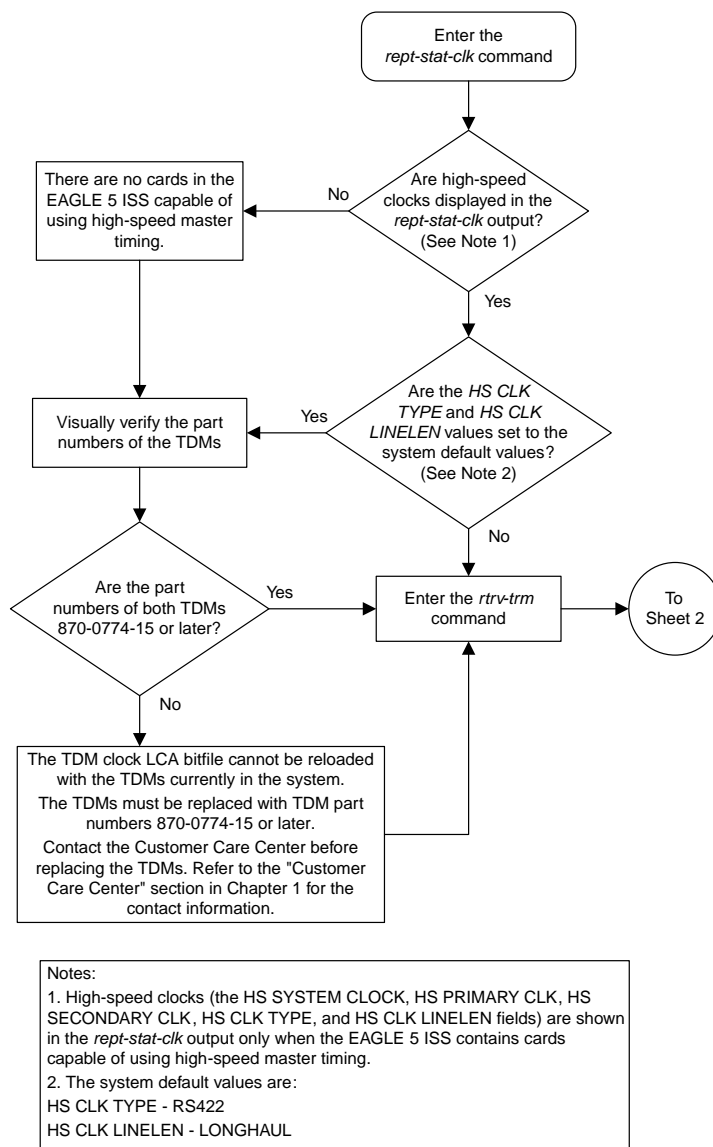 Enter the
rept-stat-clk command
There are no cards in the
EAGLE 5 ISS capable of
using high-speed master
timing.
No
Are high-speed
clocks displayed in the
rept-stat-clk output?
(See Note 1)
Yes
Visually verify the part
numbers of the TDMs
Yes
Are the HS CLK
TYPE and HS CLK
LINELEN values set to the
system default values?
(See Note 2)
No
Are the part
numbers of both TDMs
870-0774-15 or later?
Yes
Enter the rtrv-trm
command
To
Sheet 2
No
The TDM clock LCA bitfile cannot be reloaded
with the TDMs currently in the system.
The TDMs must be replaced with TDM part
numbers 870-0774-15 or later.
Contact the Customer Care Center before
replacing the TDMs. Refer to the "Customer
Care Center" section in Chapter 1 for the
contact information.
Notes:
1. High-speed clocks (the HS SYSTEM CLOCK, HS PRIMARY CLK, HS
SECONDARY CLK, HS CLK TYPE, and HS CLK LINELEN fields) are shown
in the rept-stat-clk output only when the EAGLE 5 ISS contains cards
capable of using high-speed master timing.
2. The system default values are:
HS CLK TYPE - RS422
HS CLK LINELEN - LONGHAUL